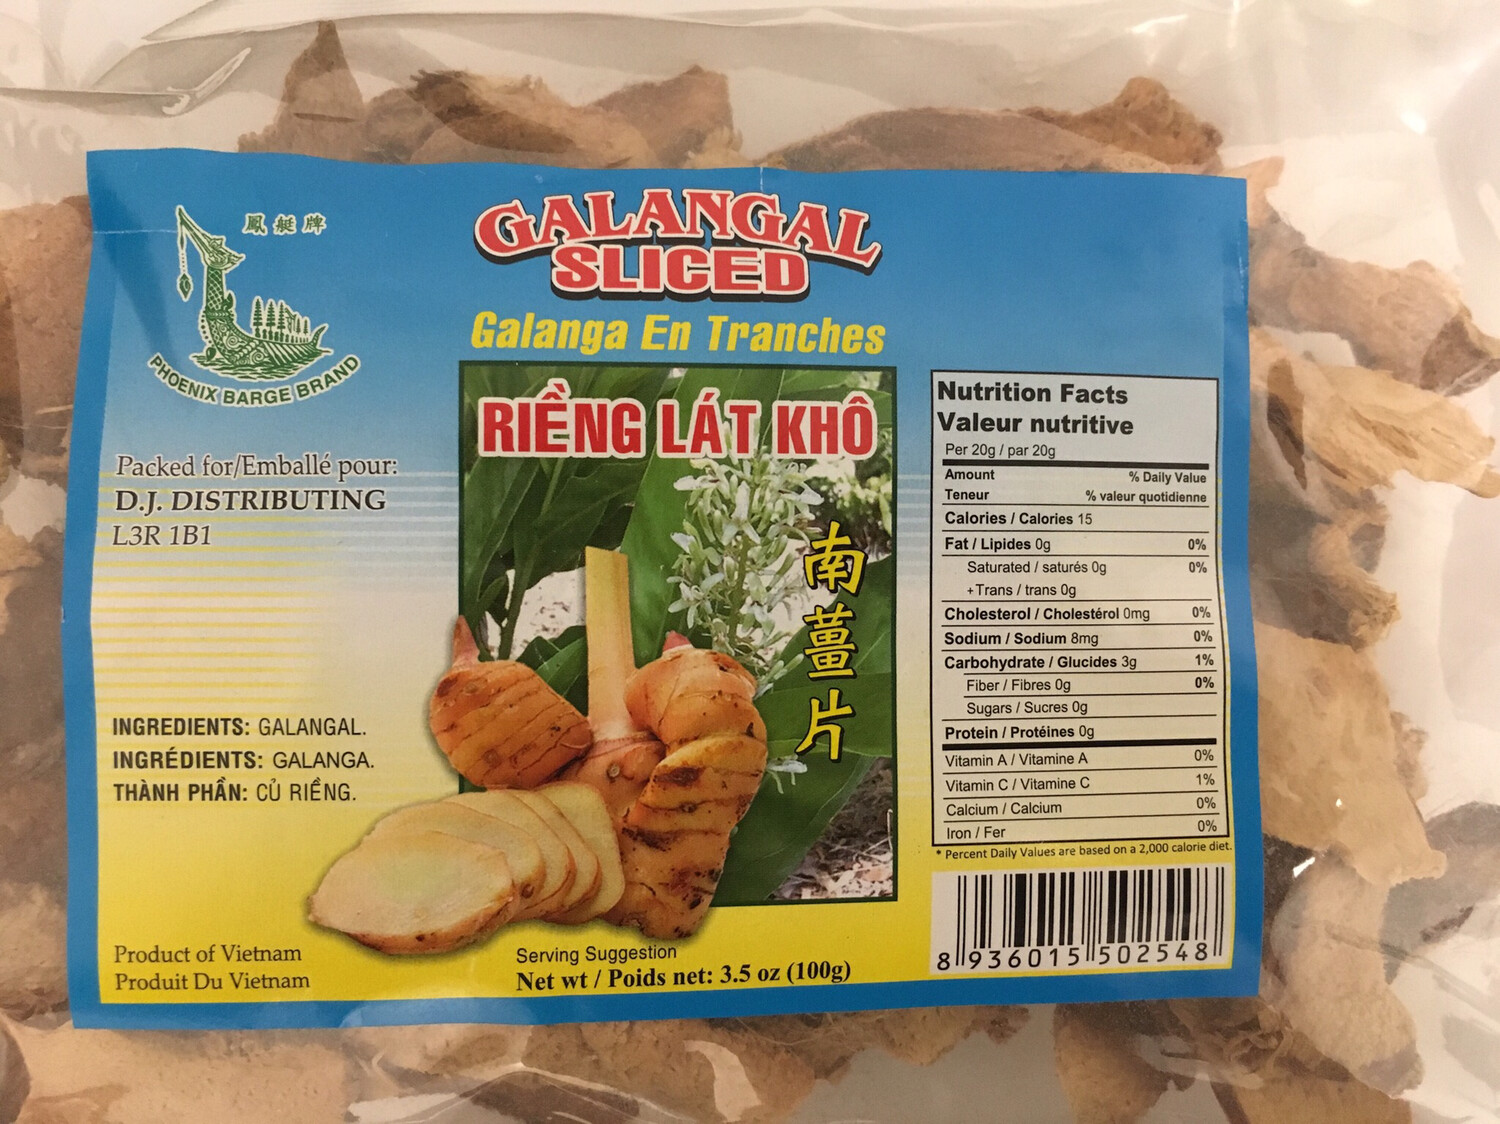 鳳艇牌
PHOENIX BARGE BRAND
Packed for/Emballé pour:
D.J. DISTRIBUTING
L3R 1B1
INGREDIENTS: GALANGAL.
INGRÉDIENTS: GALANGA.
THÀNH PHẦN: CỦ RIỀNG.
Product of Vietnam
Produit Du Vietnam
GALANGAL
SLICED
Galanga En Tranches
RIỀNG LÁT KHÔ
南薑片
Serving Suggestion
Net wt / Poids net: 3.5 oz (100g)
Nutrition Facts
Valeur nutritive
Per 20g / par 20g
Amount % Daily Value
Teneur % valeur quotidienne
Calories / Calories 15
Fat / Lipides 0g 0%
Saturated / saturés 0g 0%
+Trans / trans 0g
Cholesterol / Cholestérol 0mg 0%
Sodium / Sodium 8mg 0%
Carbohydrate / Glucides 3g 1%
Fiber / Fibres 0g 0%
Sugars / Sucres 0g
Protein / Protéines 0g
Vitamin A / Vitamine A 0%
Vitamin C / Vitamine C 1%
Calcium / Calcium 0%
Iron / Fer 0%
* Percent Daily Values are based on a 2,000 calorie diet.
8 936015 502548